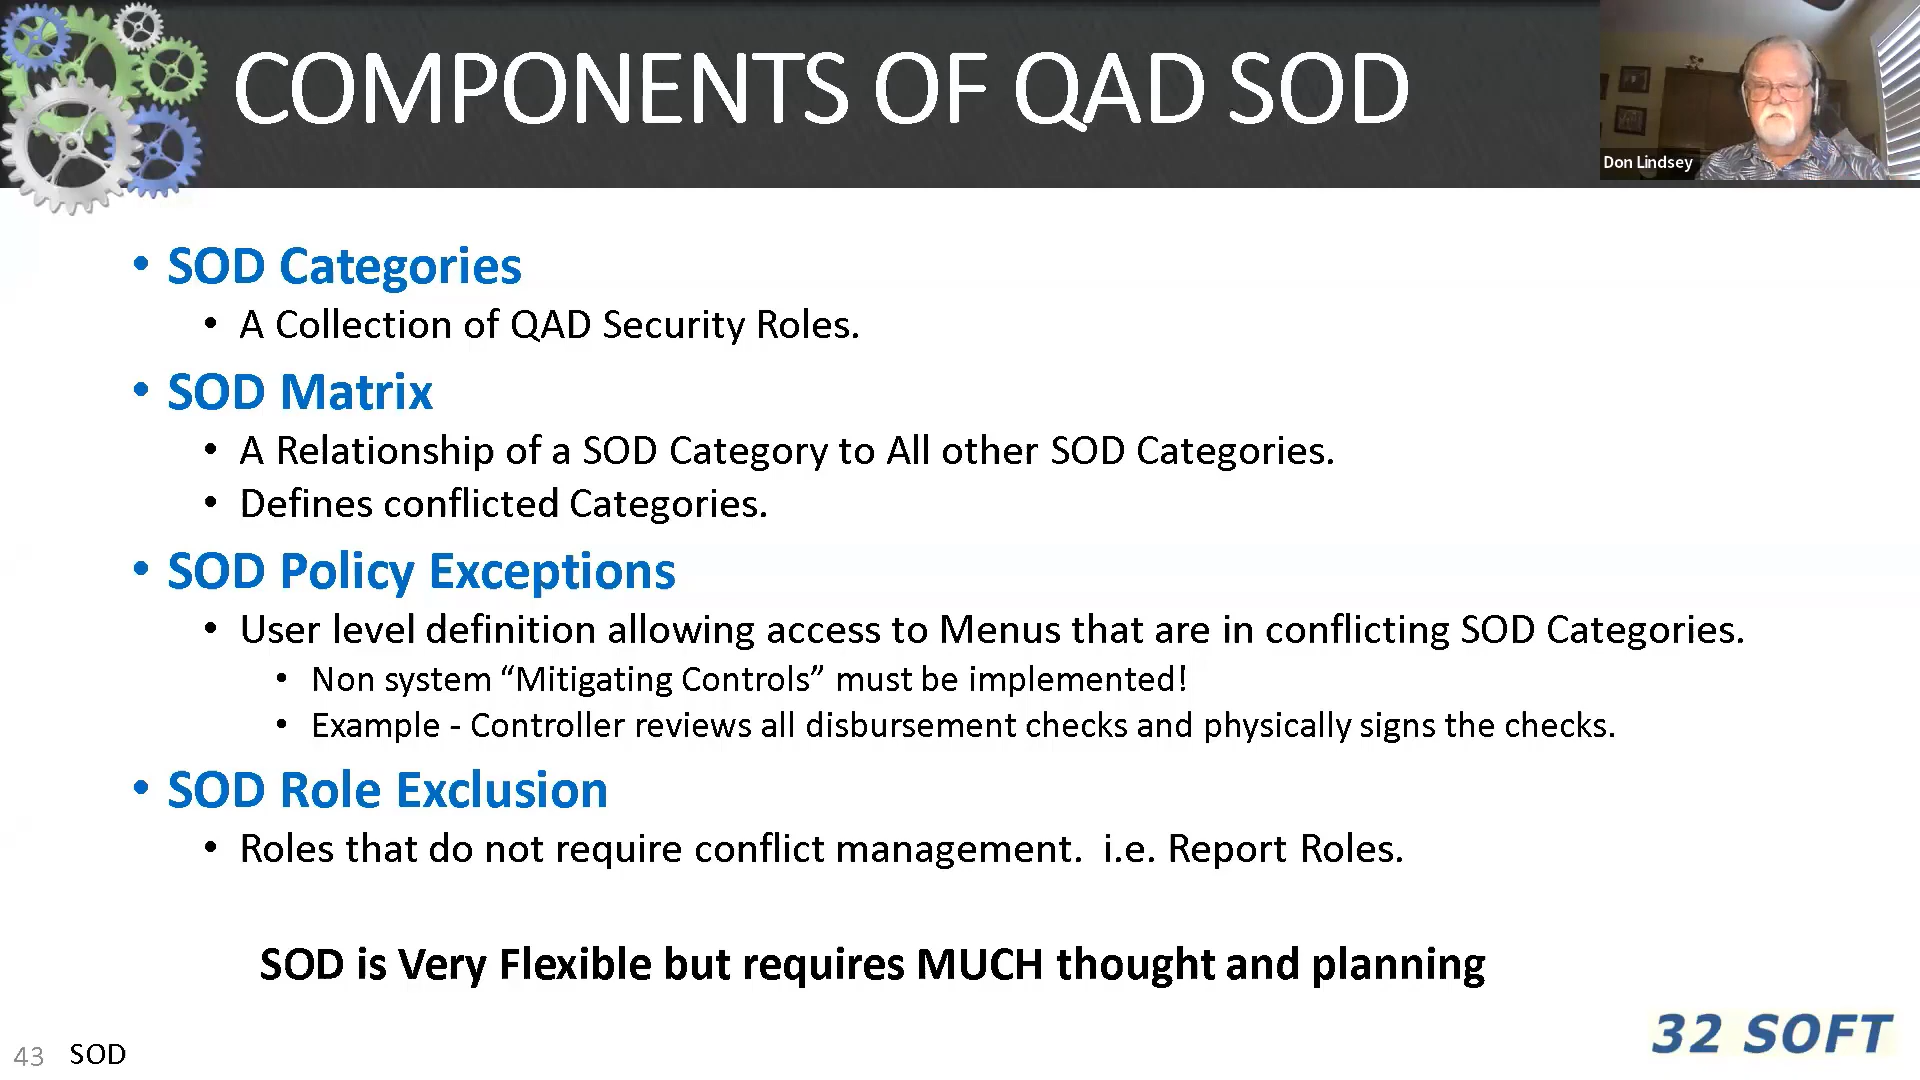 COMPONENTS OF QAD SOD
Don Lindsey
• SOD Categories
• A Collection of QAD Security Roles.
• SOD Matrix
• A Relationship of a SOD Category to All other SOD Categories.
• Defines conflicted Categories.
• SOD Policy Exceptions
• User level definition allowing access to Menus that are in conflicting SOD Categories.
• Non system “Mitigating Controls” must be implemented!
• Example - Controller reviews all disbursement checks and physically signs the checks.
• SOD Role Exclusion
• Roles that do not require conflict management.  i.e. Report Roles.
SOD is Very Flexible but requires MUCH thought and planning
32 SOFT
43 SOD